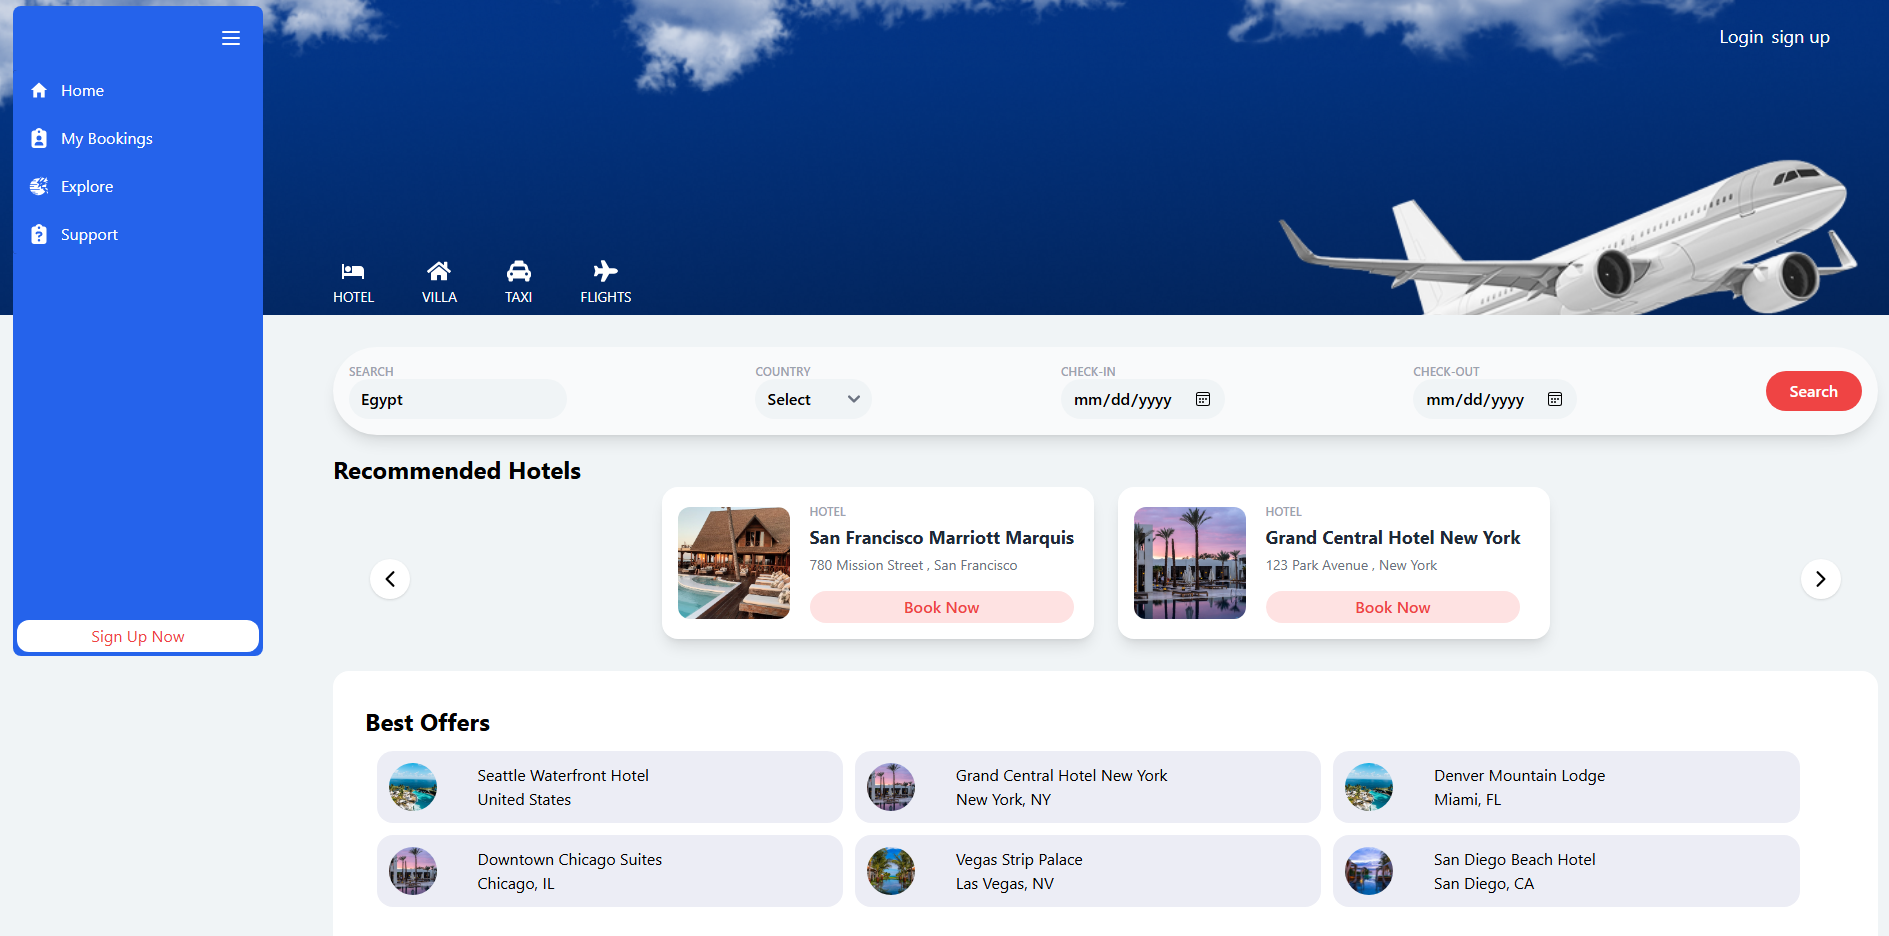 Login sign up
Home
My Bookings
Explore
Support
HOTEL VILLA TAXI FLIGHTS
SEARCH COUNTRY CHECK-IN CHECK-OUT
Egypt Select mm/dd/yyyy mm/dd/yyyy Search
Recommended Hotels
HOTEL
San Francisco Marriott Marquis
780 Mission Street , San Francisco
Book Now
HOTEL
Grand Central Hotel New York
123 Park Avenue , New York
Book Now
Sign Up Now
Best Offers
Seattle Waterfront Hotel
United States
Grand Central Hotel New York
New York, NY
Denver Mountain Lodge
Miami, FL
Downtown Chicago Suites
Chicago, IL
Vegas Strip Palace
Las Vegas, NV
San Diego Beach Hotel
San Diego, CA